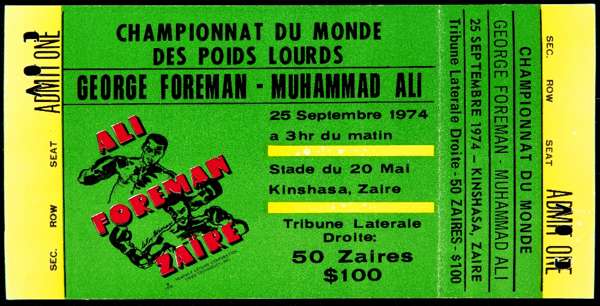 ADMIT ONE
SEAT
ROW
SEC.
CHAMPIONNAT DU MONDE
DES POIDS LOURDS
GEORGE FOREMAN - MUHAMMAD ALI
ALI
FOREMAN
ZAIRE
25 Septembre 1974
a 3hr du matin
Stade du 20 Mai
Kinshasa, Zaire
Tribune Laterale
Droite:
50 Zaires
$100
CHAMPIONNAT DU MONDE
GEORGE FOREMAN - MUHAMMAD ALI
25 SEPTEMBRE 1974 - KINSHASA, ZAIRE
Tribune Laterale Droite - 50 ZAIRES - $100
SEC.
ROW
SEAT
ADMIT ONE